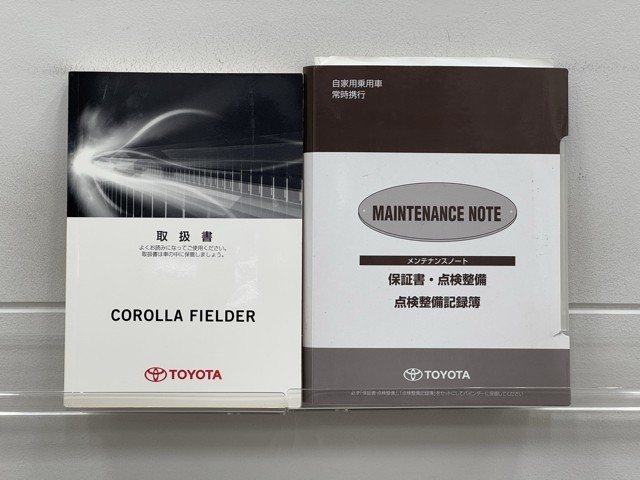 取扱書
よくお読みになってご使用ください。
取扱書は車の中に保管しましょう。
COROLLA FIELDER
TOYOTA
自家用乗用車
常時携行
MAINTENANCE NOTE
メンテナンスノート
保証書・点検整備
点検整備記録簿
TOYOTA